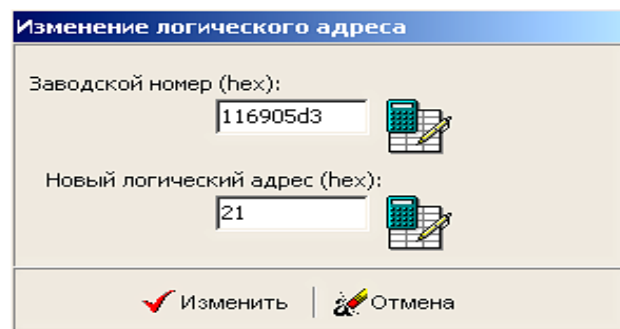 Изменение логического адреса
Заводской номер (hex):
116905d3
Новый логический адрес (hex):
21
Изменить
Отмена